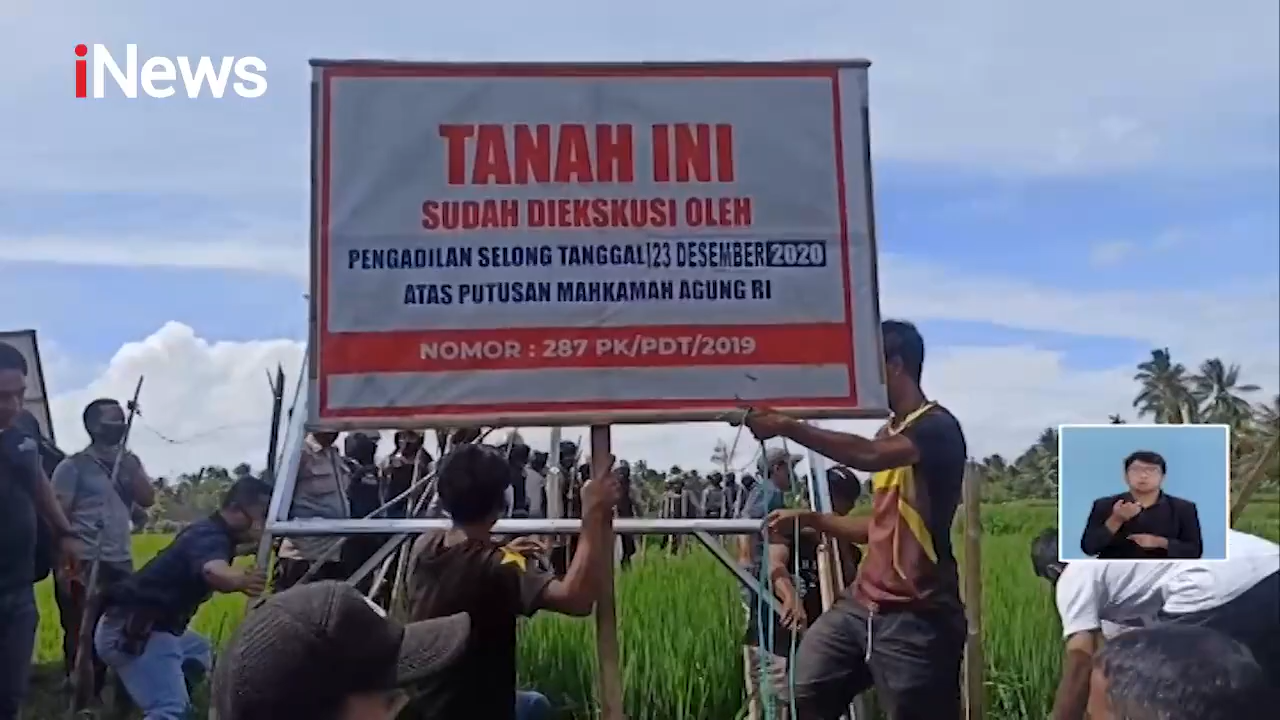 iNews
TANAH INI
SUDAH DIEKSKUSI OLEH
PENGADILAN SELONG TANGGAL 23 DESEMBER 2020
ATAS PUTUSAN MAHKAMAH AGUNG RI
NOMOR : 287 PK/PDT/2019